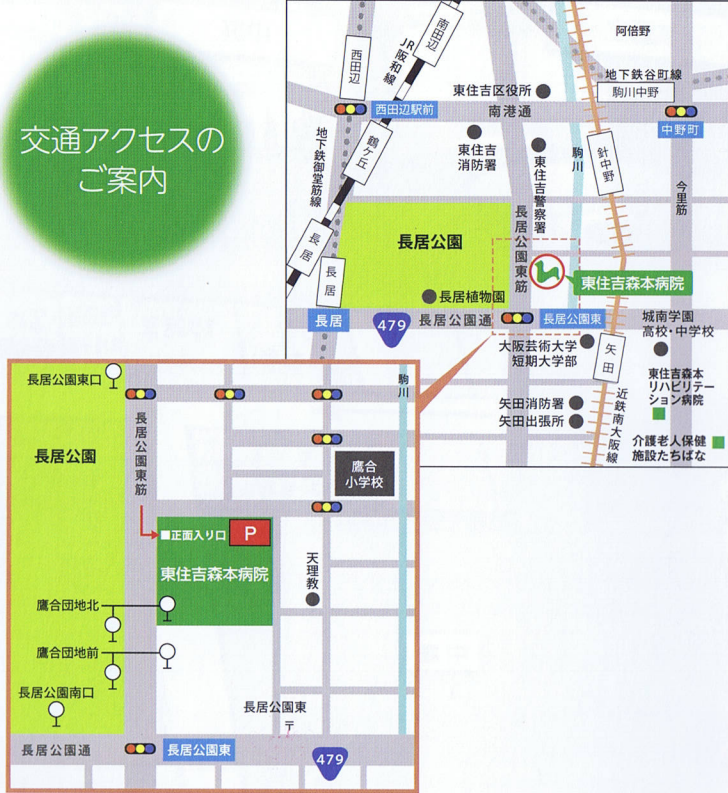 交通アクセスの
ご案内
南田辺
JR阪和線
西田辺
西田辺駅前
地下鉄御堂筋線
鶴ケ丘
長居
長居
長居
東住吉区役所
南港通
東住吉
消防署
東住吉警察署
駒川
阿倍野
地下鉄谷町線
駒川中野
中野町
針中野
今里筋
長居公園
長居公園東筋
長居植物園
東住吉森本病院
479
長居公園通
長居公園東
大阪芸術大学
短期大学部
矢田
城南学園
高校・中学校
矢田消防署
矢田出張所
近鉄南大阪線
東住吉森本
リハビリテー
ション病院
介護老人保健
施設たちばな
長居公園東口
長居公園
長居公園東筋
駒川
鷹合
小学校
■正面入り口
P
東住吉森本病院
天理教
鷹合団地北
鷹合団地前
長居公園南口
長居公園東
〒
長居公園通
長居公園東
479